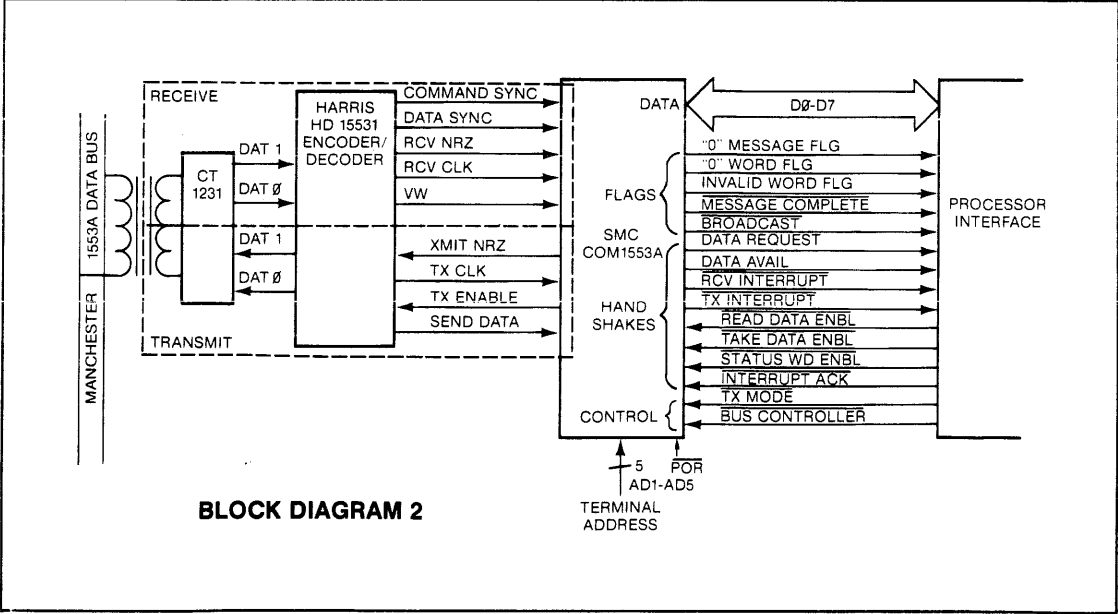 RECEIVE
TRANSMIT
1553A DATA BUS
MANCHESTER
CT
1231
DAT 1
DAT Ø
DAT 1
DAT Ø
HARRIS
HD 15531
ENCODER/
DECODER
COMMAND SYNC
DATA SYNC
RCV NRZ
RCV CLK
VW
XMIT NRZ
TX CLK
TX ENABLE
SEND DATA
DATA
FLAGS
SMC
COM1553A
HAND
SHAKES
CONTROL
DØ-D7
"0" MESSAGE FLG
"0" WORD FLG
INVALID WORD FLG
MESSAGE COMPLETE
BROADCAST
DATA REQUEST
DATA AVAIL
RCV INTERRUPT
TX INTERRUPT
READ DATA ENBL
TAKE DATA ENBL
STATUS WD ENBL
INTERRUPT ACK
TX MODE
BUS CONTROLLER
PROCESSOR
INTERFACE
5
POR
AD1-AD5
TERMINAL
ADDRESS
BLOCK DIAGRAM 2